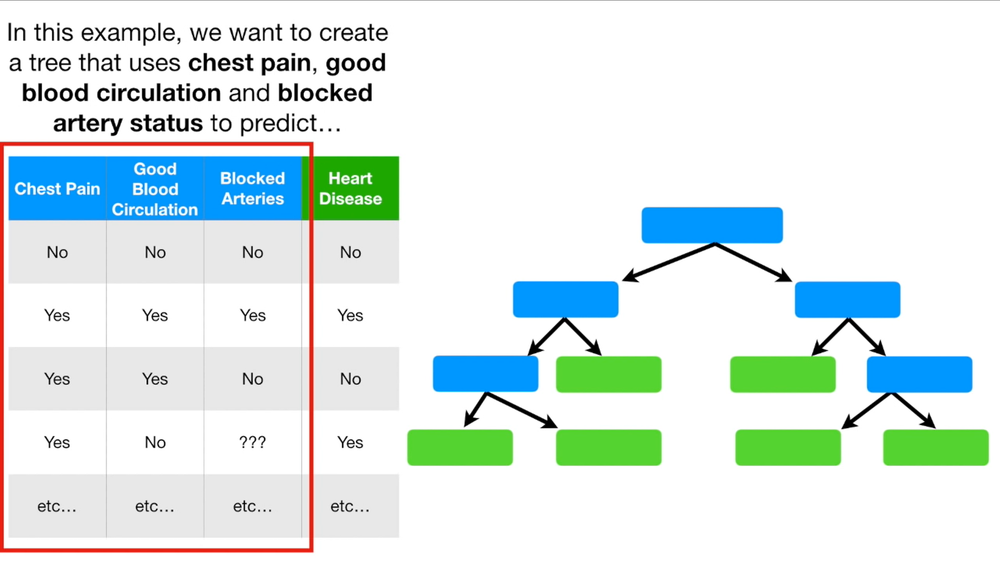 In this example, we want to create
a tree that uses chest pain, good
blood circulation and blocked
artery status to predict…
Chest Pain
Good
Blood
Circulation
Blocked
Arteries
Heart
Disease
No No No No
Yes Yes Yes Yes
Yes Yes No No
Yes No ??? Yes
etc… etc… etc… etc…